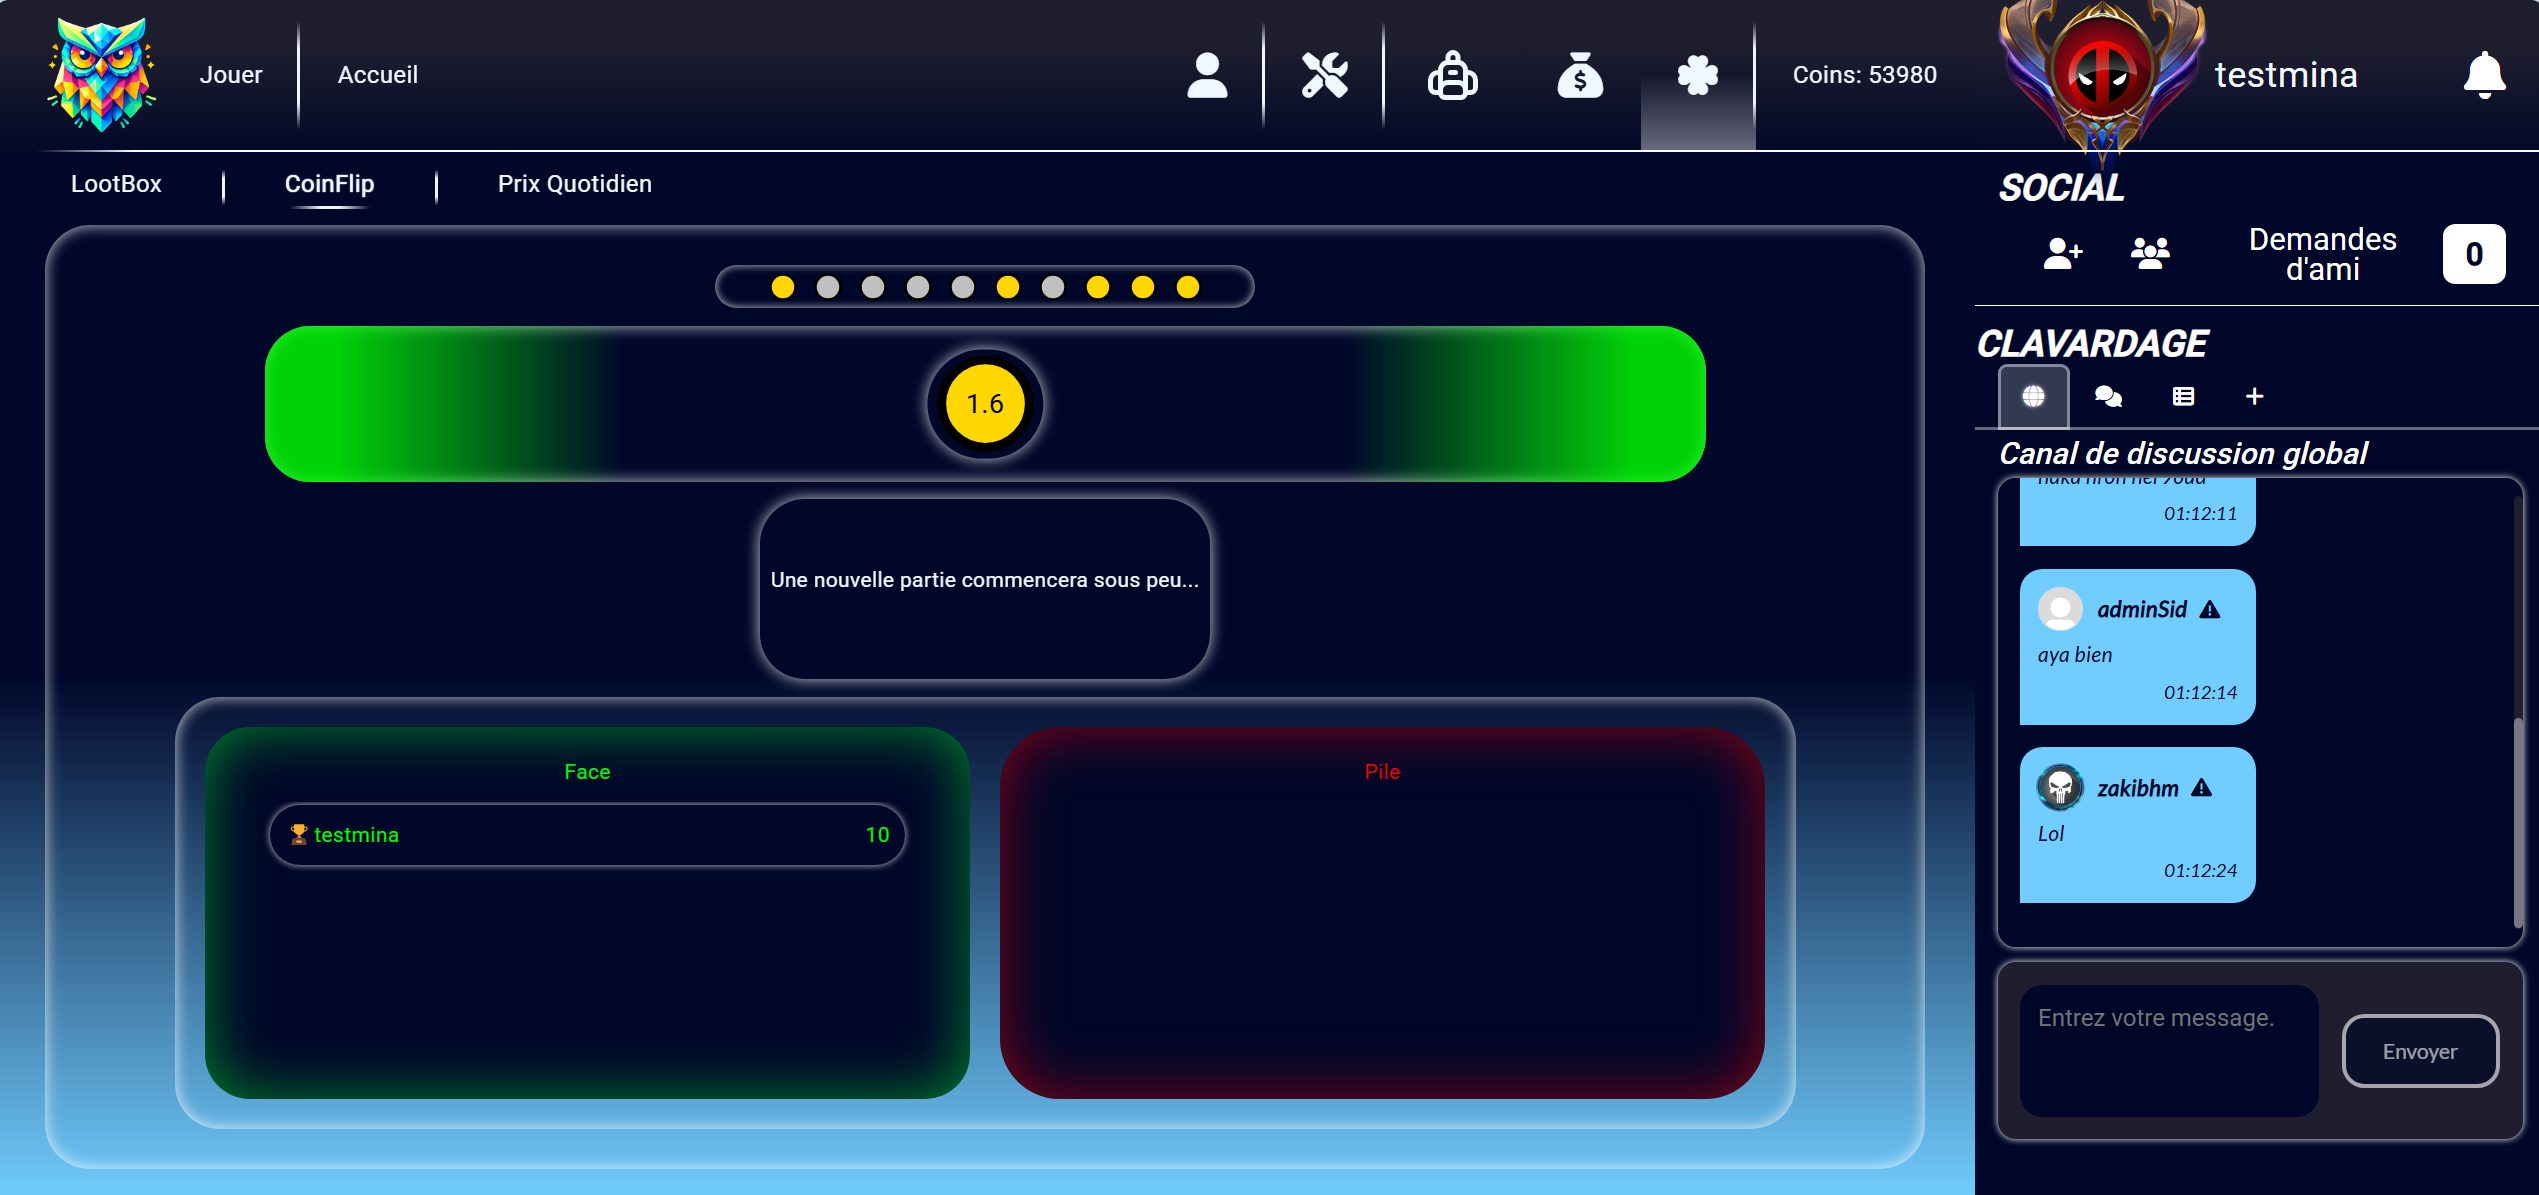 Jouer
Accueil
Coins: 53980
testmina
LootBox
CoinFlip
Prix Quotidien
1.6
Une nouvelle partie commencera sous peu...
Face
🏆 testmina 10
Pile
SOCIAL
Demandes
d'ami
0
CLAVARDAGE
Canal de discussion global
01:12:11
adminSid
aya bien
01:12:14
zakibhm
Lol
01:12:24
Entrez votre message.
Envoyer